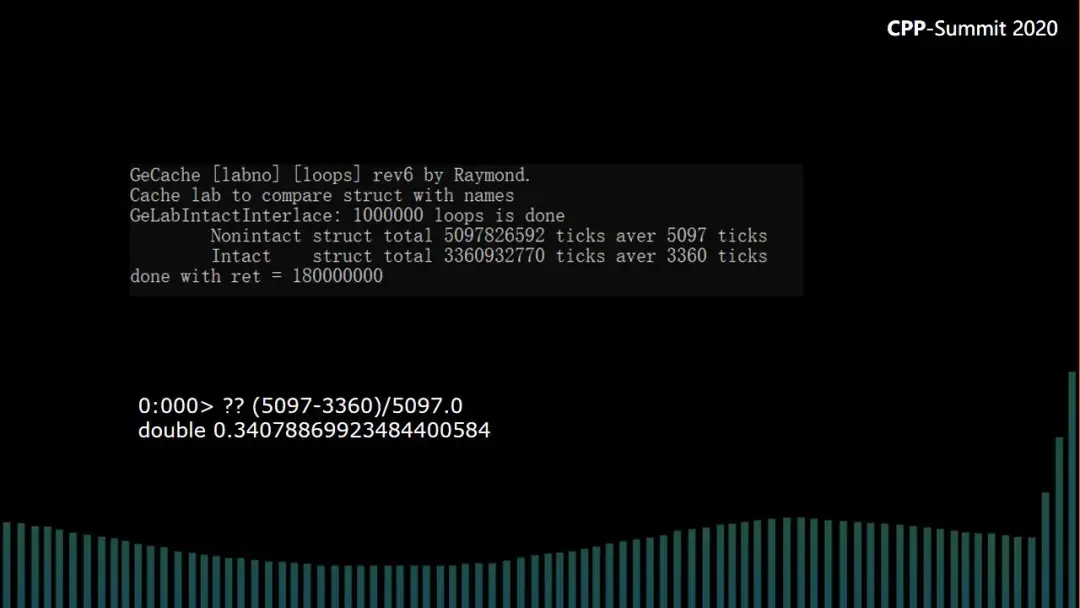 CPP-Summit 2020
GeCache [labno] [loops] rev6 by Raymond.
Cache lab to compare struct with names
GeLabIntactInterlace: 1000000 loops is done
Nonintact struct total 5097826592 ticks aver 5097 ticks
Intact struct total 3360932770 ticks aver 3360 ticks
done with ret = 180000000
0:000> ?? (5097-3360)/5097.0
double 0.34078869923484400584